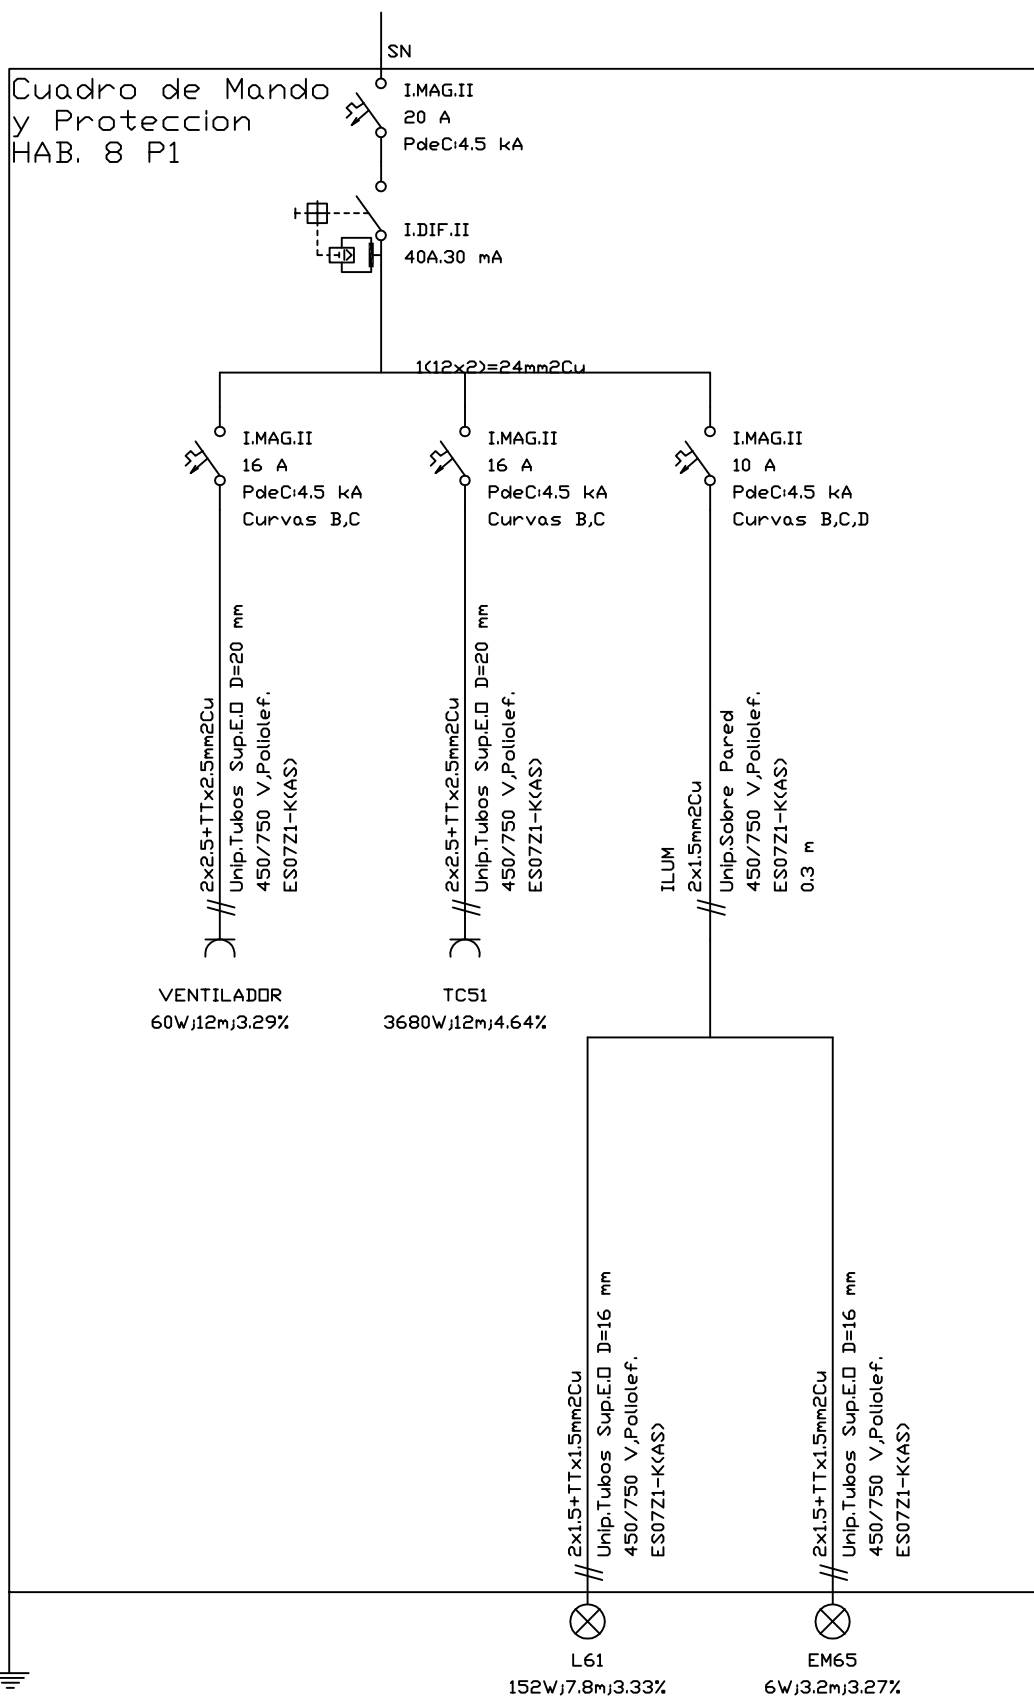 SN
Cuadro de Mando
y Proteccion
HAB. 8 P1
I.MAG.II
20 A
PdeC:4.5 kA
I.DIF.II
40A.30 mA
1(12x2)=24mm2Cu
I.MAG.II
16 A
PdeC:4.5 kA
Curvas B,C
I.MAG.II
16 A
PdeC:4.5 kA
Curvas B,C
I.MAG.II
10 A
PdeC:4.5 kA
Curvas B,C,D
2x2.5+TTx2.5mm2Cu
Unip.Tubos Sup.E.O D=20 mm
450/750 V,Poliolef.
ES07Z1-K(AS)
2x2.5+TTx2.5mm2Cu
Unip.Tubos Sup.E.O D=20 mm
450/750 V,Poliolef.
ES07Z1-K(AS)
ILUM
2x1.5mm2Cu
Unip.Sobre Pared
450/750 V,Poliolef.
ES07Z1-K(AS)
0.3 m
VENTILADOR
60W;12m;3.29%
TC51
3680W;12m;4.64%
2x1.5+TTx1.5mm2Cu
Unip.Tubos Sup.E.O D=16 mm
450/750 V,Poliolef.
ES07Z1-K(AS)
2x1.5+TTx1.5mm2Cu
Unip.Tubos Sup.E.O D=16 mm
450/750 V,Poliolef.
ES07Z1-K(AS)
L61
152W;7.8m;3.33%
EM65
6W;3.2m;3.27%